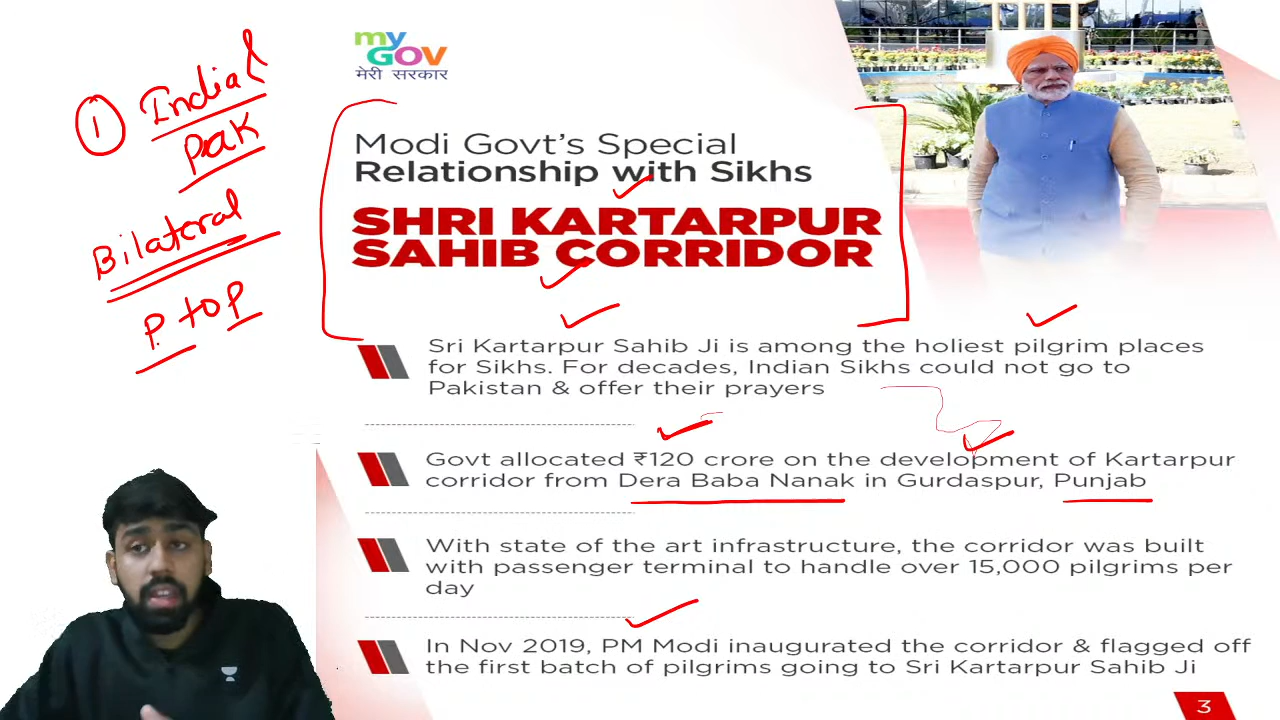 my
GOV
मेरी सरकार
1 India &
Pak
Bilateral
P to P
Modi Govt's Special
Relationship with Sikhs
SHRI KARTARPUR
SAHIB CORRIDOR
Sri Kartarpur Sahib Ji is among the holiest pilgrim places
for Sikhs. For decades, Indian Sikhs could not go to
Pakistan & offer their prayers
Govt allocated ₹120 crore on the development of Kartarpur
corridor from Dera Baba Nanak in Gurdaspur, Punjab
With state of the art infrastructure, the corridor was built
with passenger terminal to handle over 15,000 pilgrims per
day
In Nov 2019, PM Modi inaugurated the corridor & flagged off
the first batch of pilgrims going to Sri Kartarpur Sahib Ji
3